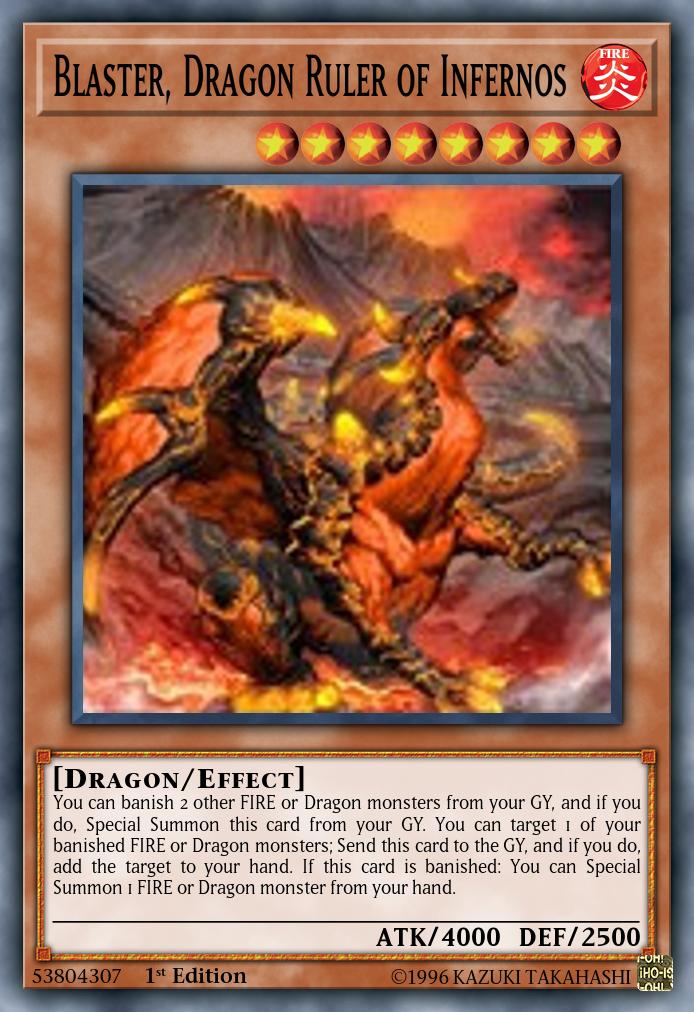 BLASTER, DRAGON RULER OF INFERNOS
FIRE
炎
[DRAGON/EFFECT]
You can banish 2 other FIRE or Dragon monsters from your GY, and if you
do, Special Summon this card from your GY. You can target 1 of your
banished FIRE or Dragon monsters; Send this card to the GY, and if you do,
add the target to your hand. If this card is banished: You can Special
Summon 1 FIRE or Dragon monster from your hand.
ATK/4000 DEF/2500
53804307 1st Edition ©1996 KAZUKI TAKAHASHI